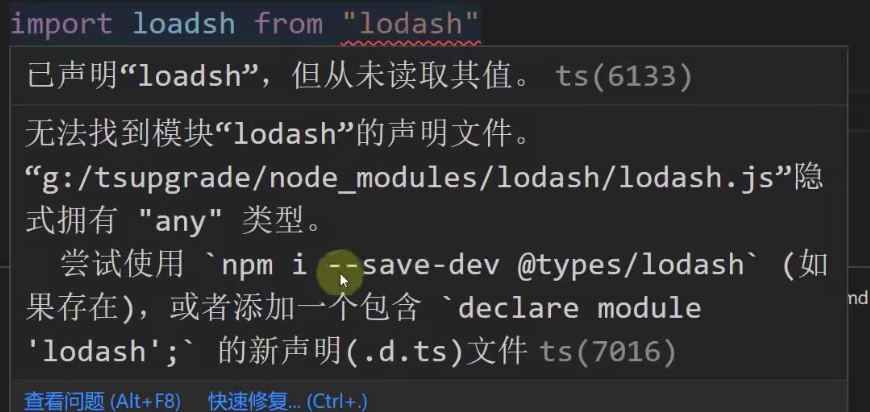 import loadsh from "lodash"
已声明“loadsh”，但从未读取其值。 ts(6133)
无法找到模块“lodash”的声明文件。
“g:/tsupgrade/node_modules/lodash/lodash.js”隐
式拥有 "any" 类型。
尝试使用 `npm i --save-dev @types/lodash` (如
果存在)，或者添加一个包含 `declare module
'lodash';` 的新声明(.d.ts)文件 ts(7016)
md
查看问题 (Alt+F8) 快速修复... (Ctrl+.)